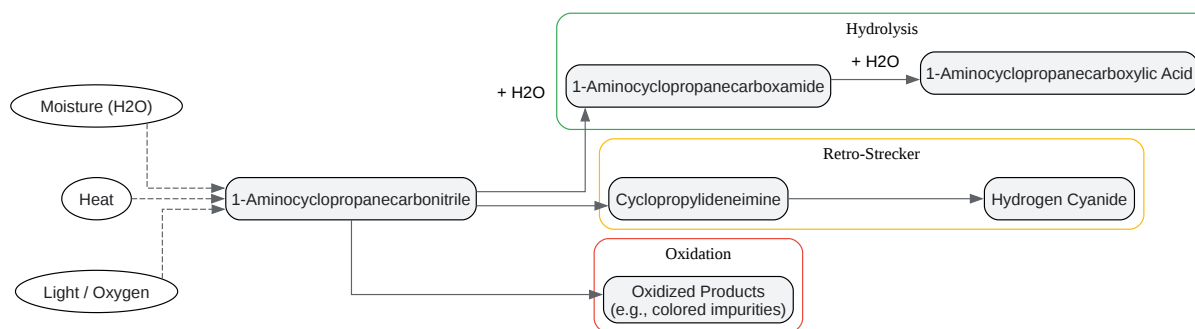 Hydrolysis
+ H2O
1-Aminocyclopropanecarboxamide
+ H2O
1-Aminocyclopropanecarboxylic Acid
Moisture (H2O)
Retro-Strecker
Heat
1-Aminocyclopropanecarbonitrile
Cyclopropylideneimine
Hydrogen Cyanide
Oxidation
Light / Oxygen
Oxidized Products
(e.g., colored impurities)